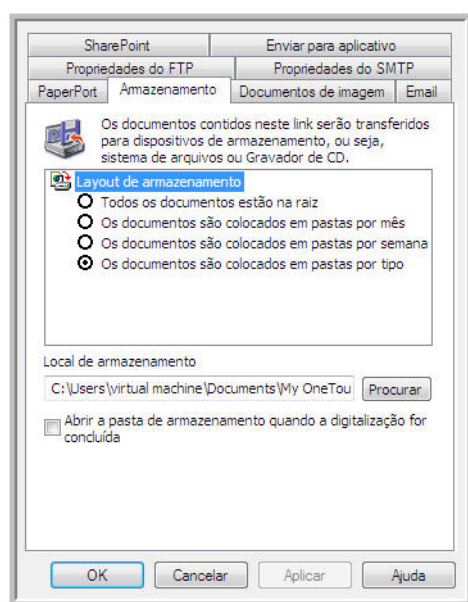 SharePoint Enviar para aplicativo
Propriedades do FTP Propriedades do SMTP
PaperPort Armazenamento Documentos de imagem Email
Os documentos contidos neste link serão transferidos
para dispositivos de armazenamento, ou seja,
sistema de arquivos ou Gravador de CD.
Layout de armazenamento
Todos os documentos estão na raiz
Os documentos são colocados em pastas por mês
Os documentos são colocados em pastas por semana
Os documentos são colocados em pastas por tipo
Local de armazenamento
C:\Users\virtual machine\Documents\My OneTou Procurar
Abrir a pasta de armazenamento quando a digitalização for
concluída
OK Cancelar Aplicar Ajuda